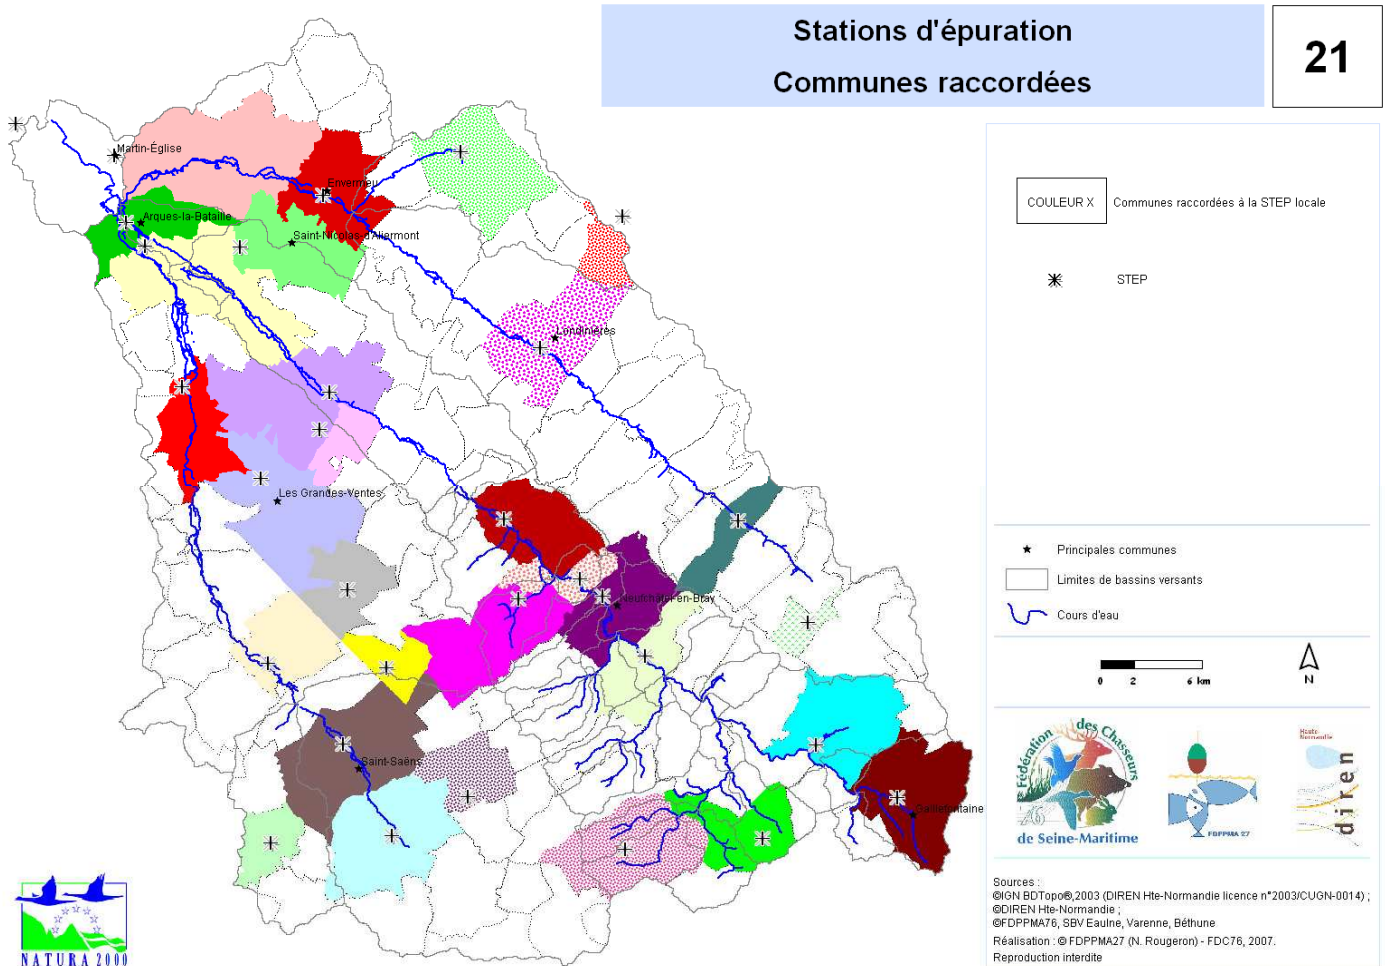 Stations d'épuration
Communes raccordées
21
Martin-Église
Envermeu
Arques-la-Bataille
Saint-Nicolas-d'Aliermont
Londinières
Les Grandes-Ventes
Neufchâtel-en-Bray
Saint-Saëns
Gaillefontaine
COULEUR X
Communes raccordées à la STEP locale
STEP
Principales communes
Limites de bassins versants
Cours d'eau
0 2 6 km
N
Fédération des Chasseurs
76
de Seine-Maritime
FDPPMA 27
Haute-Normandie
diren
NATURA 2000
Sources :
©IGN BDTopo®,2003 (DIREN Hte-Normandie licence n°2003/CUGN-0014) ;
©DIREN Hte-Normandie ;
©FDPPMA76, SBV Eaulne, Varenne, Béthune
Réalisation : © FDPPMA27 (N. Rougeron) - FDC76, 2007.
Reproduction interdite